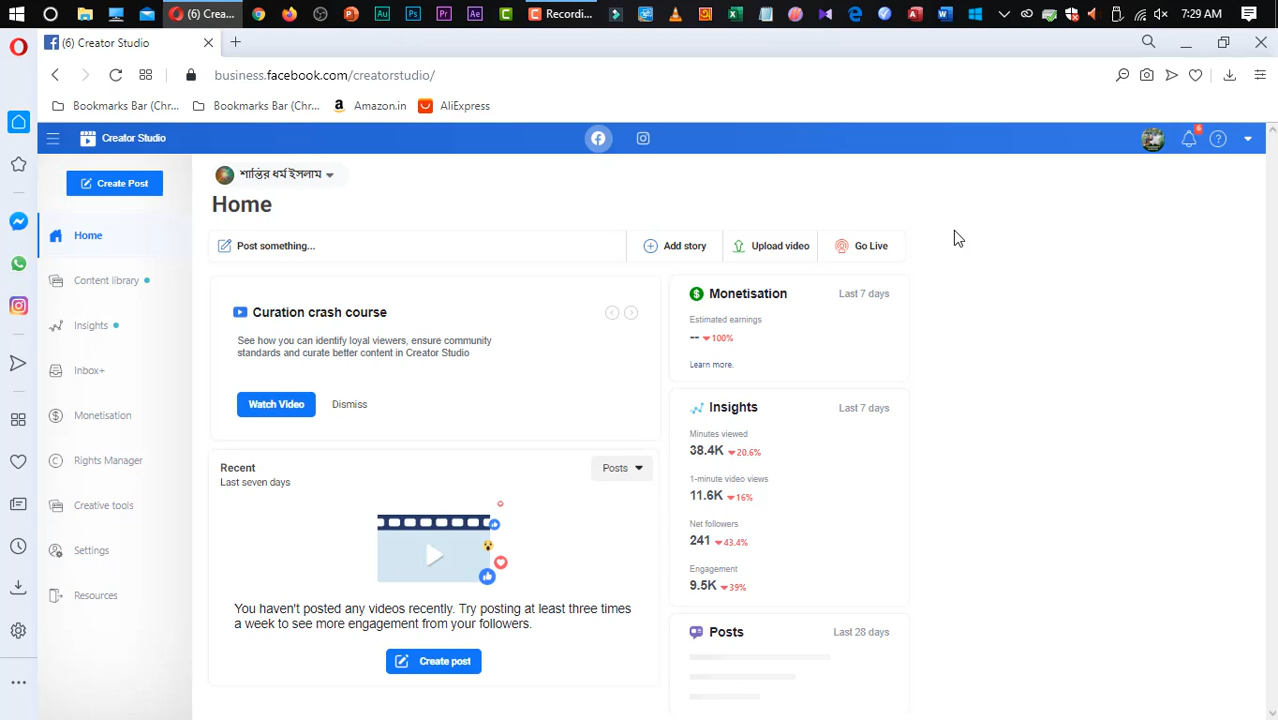 (6) Crea...
Recordi...
7:29 AM
(6) Creator Studio
business.facebook.com/creatorstudio/
Bookmarks Bar (Chr...
Bookmarks Bar (Chr...
Amazon.in
AliExpress
Creator Studio
6
Create Post
Home
Content library
Insights
Inbox+
Monetisation
Rights Manager
Creative tools
Settings
Resources
শান্তির ধর্ম ইসলাম
Home
Post something...
Add story
Upload video
Go Live
Curation crash course
See how you can identify loyal viewers, ensure community
standards and curate better content in Creator Studio
Watch Video
Dismiss
Recent
Last seven days
Posts
You haven't posted any videos recently. Try posting at least three times
a week to see more engagement from your followers.
Create post
Monetisation
Last 7 days
Estimated earnings
-- 100%
Learn more.
Insights
Last 7 days
Minutes viewed
38.4K 20.6%
1-minute video views
11.6K 16%
Net followers
241 43.4%
Engagement
9.5K 39%
Posts
Last 28 days